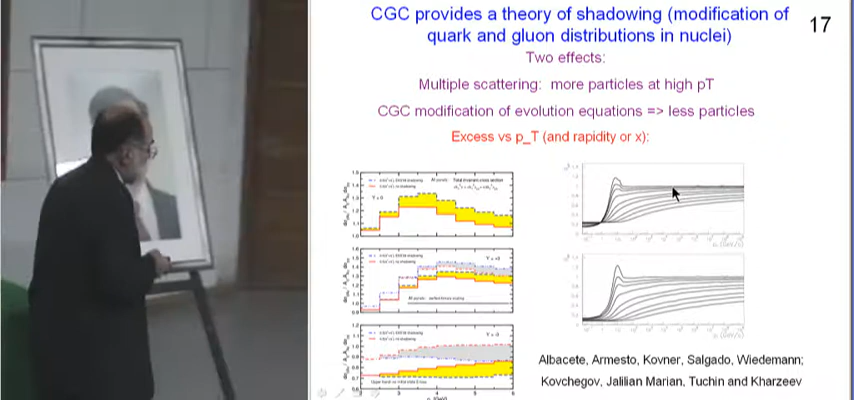 CGC provides a theory of shadowing (modification of
quark and gluon distributions in nuclei)
17
Two effects:
Multiple scattering: more particles at high pT
CGC modification of evolution equations => less particles
Excess vs p_T (and rapidity or x):
Albacete, Armesto, Kovner, Salgado, Wiedemann;
Kovchegov, Jalilian Marian, Tuchin and Kharzeev